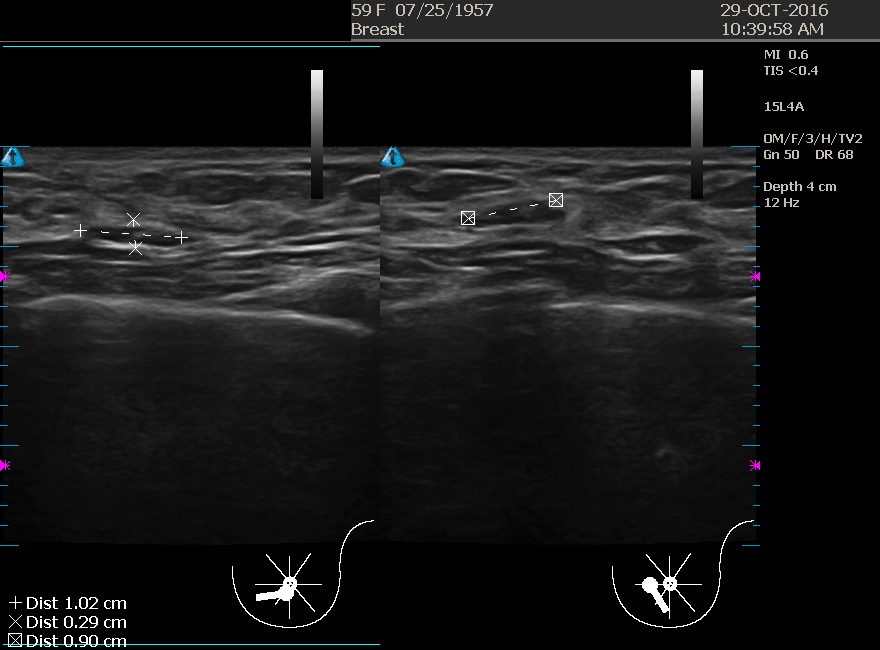 59 F 07/25/1957 29-OCT-2016
Breast 10:39:58 AM
MI 0.6
TIS <0.4
15L4A
OM/F/3/H/TV2
Gn 50 DR 68
Depth 4 cm
12 Hz
Dist 1.02 cm
Dist 0.29 cm
Dist 0.90 cm